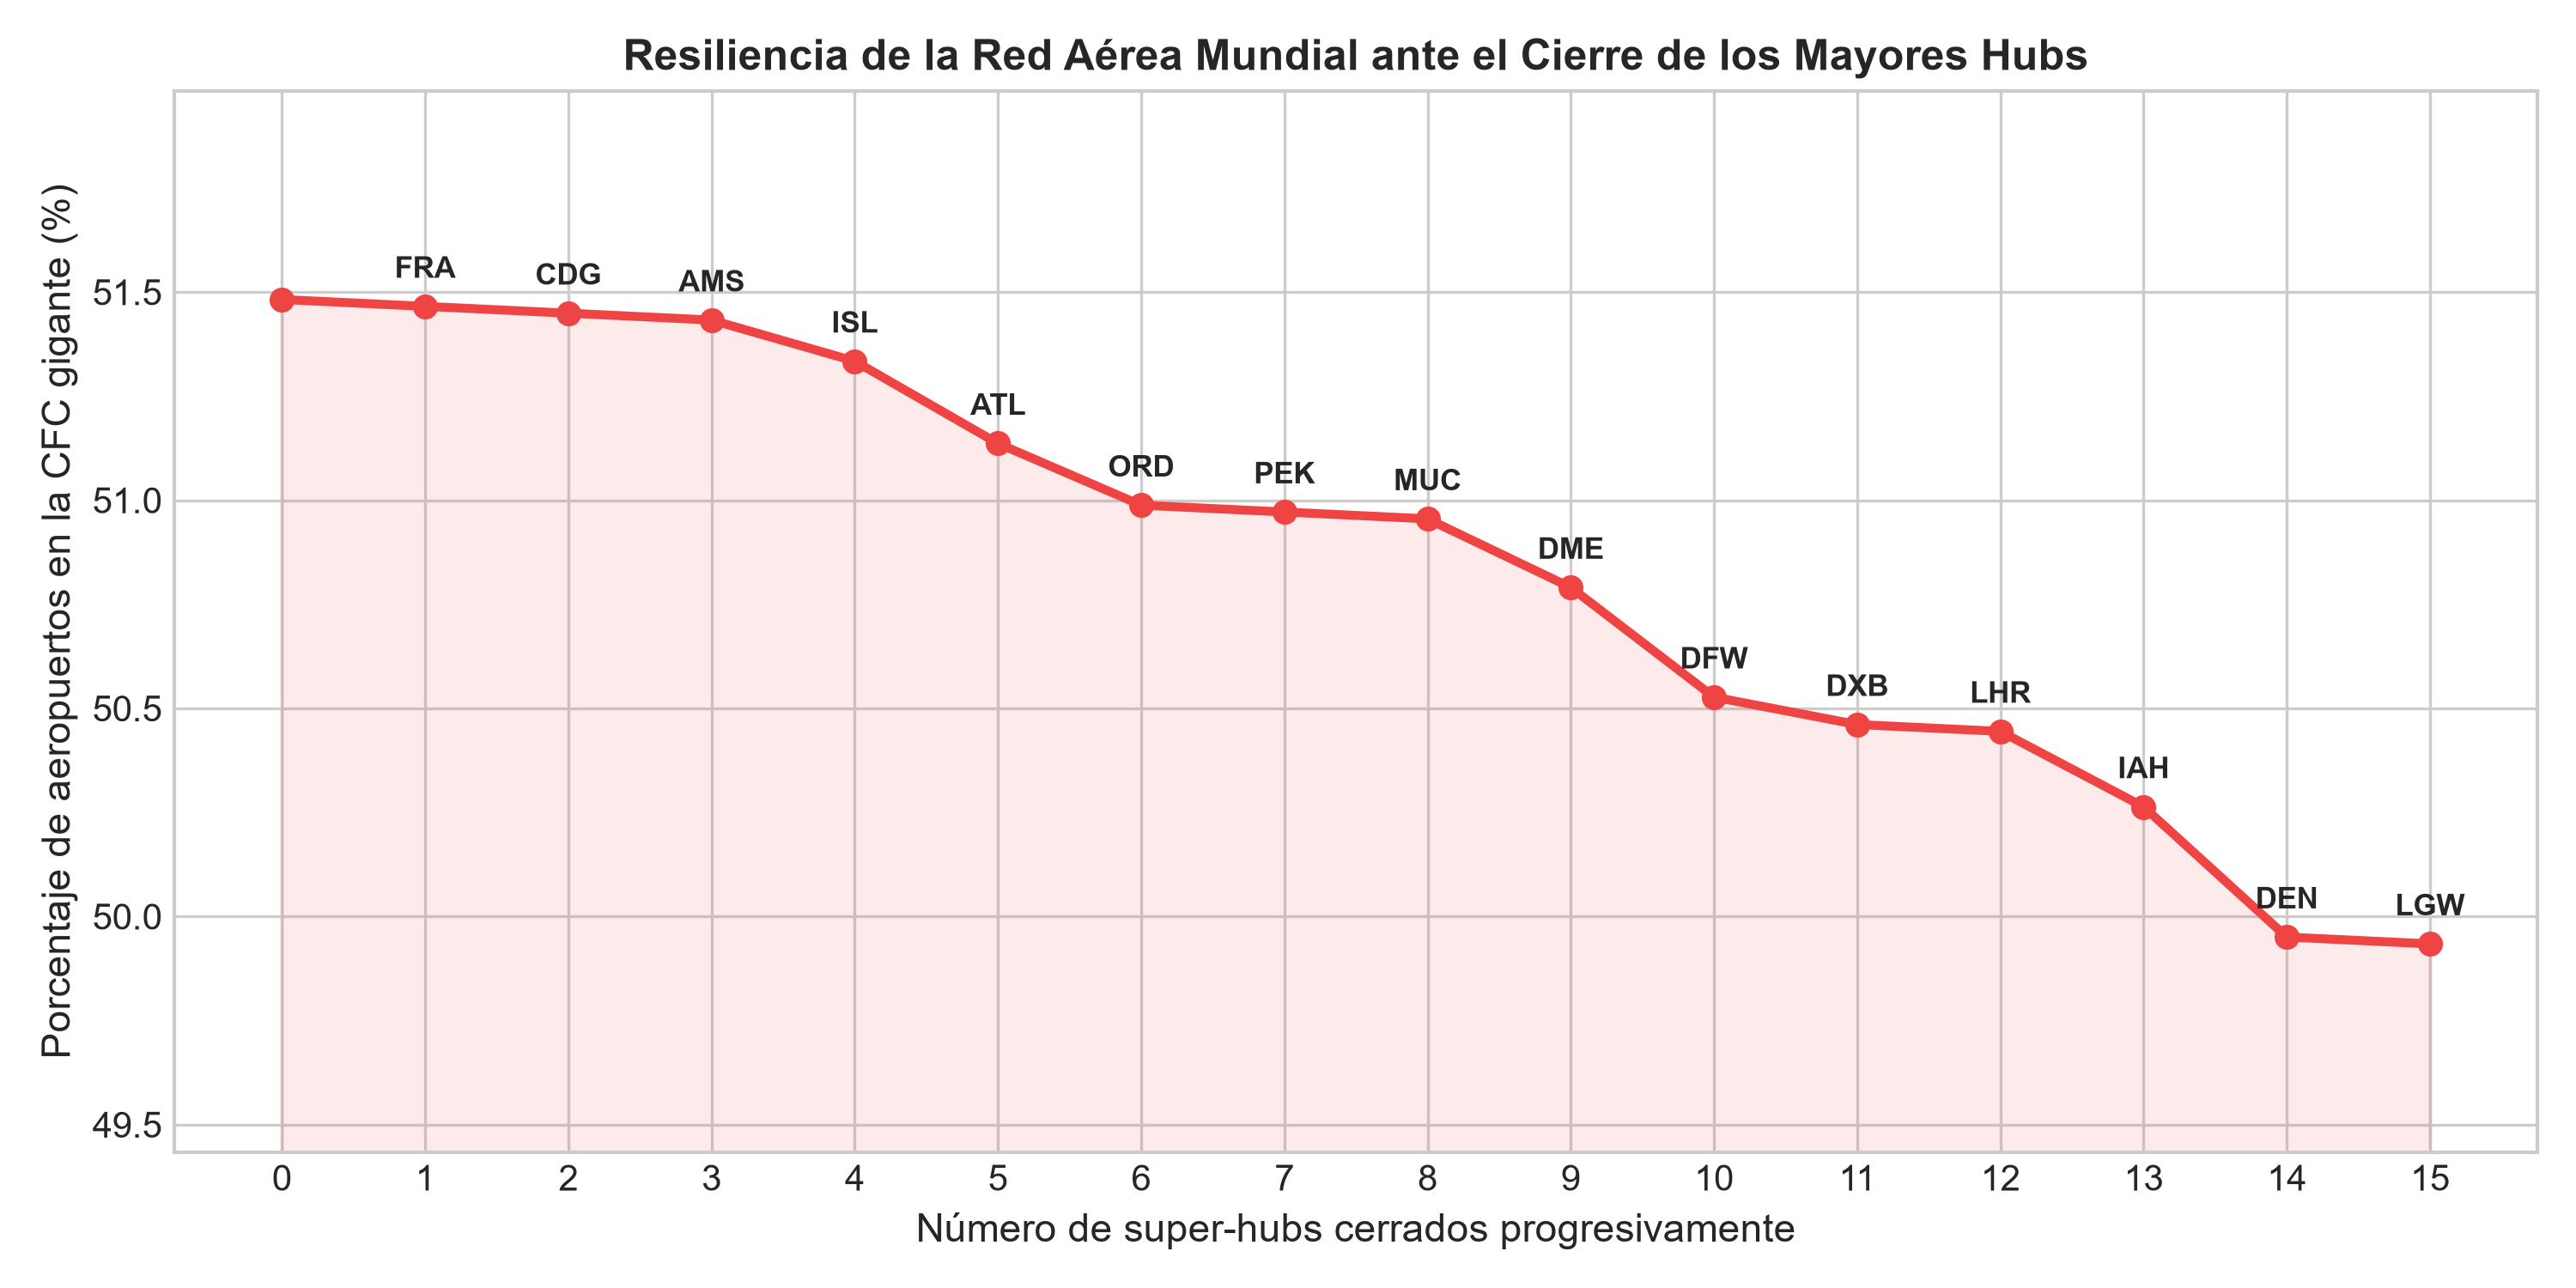 Resiliencia de la Red Aérea Mundial ante el Cierre de los Mayores Hubs
Porcentaje de aeropuertos en la CFC gigante (%)
51.5
51.0
50.5
50.0
49.5
FRA
CDG
AMS
ISL
ATL
ORD
PEK
MUC
DME
DFW
DXB
LHR
IAH
DEN
LGW
0 1 2 3 4 5 6 7 8 9 10 11 12 13 14 15
Número de super-hubs cerrados progresivamente